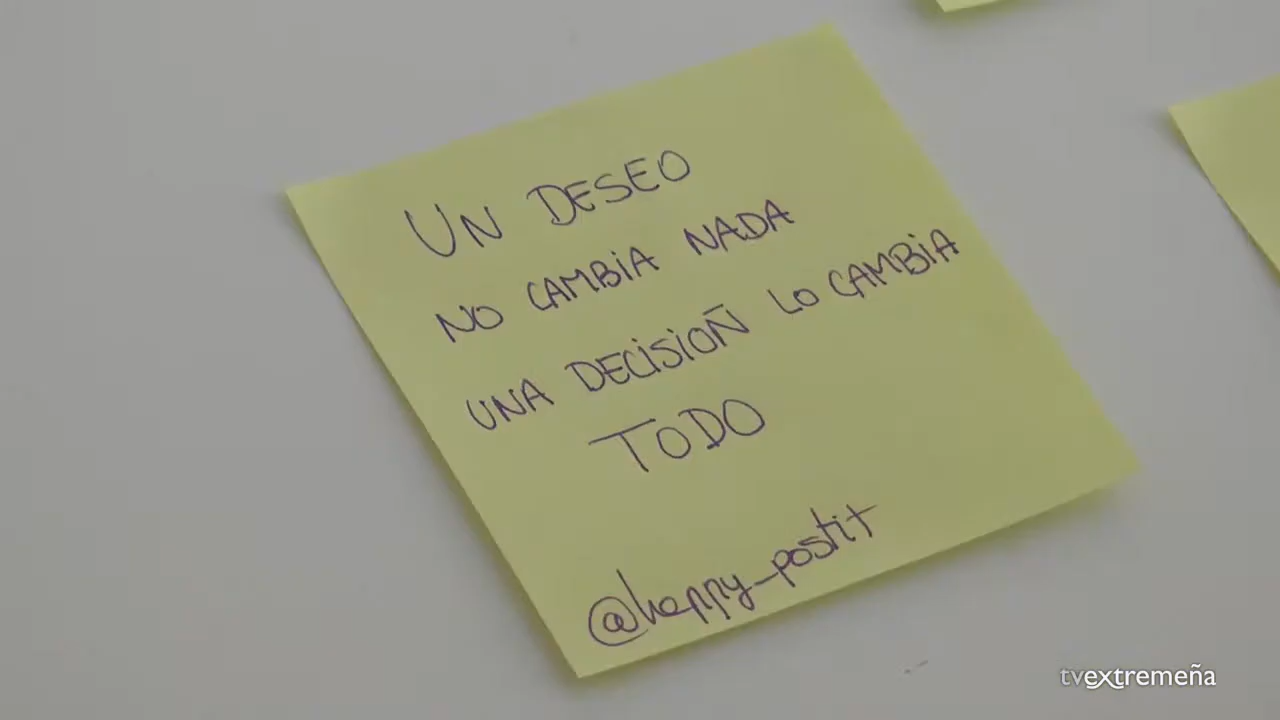 UN DESEO
NO CAMBIA NADA
UNA DECISIOÑ LO CAMBIA
TODO
@happy_postit
tvextremeña